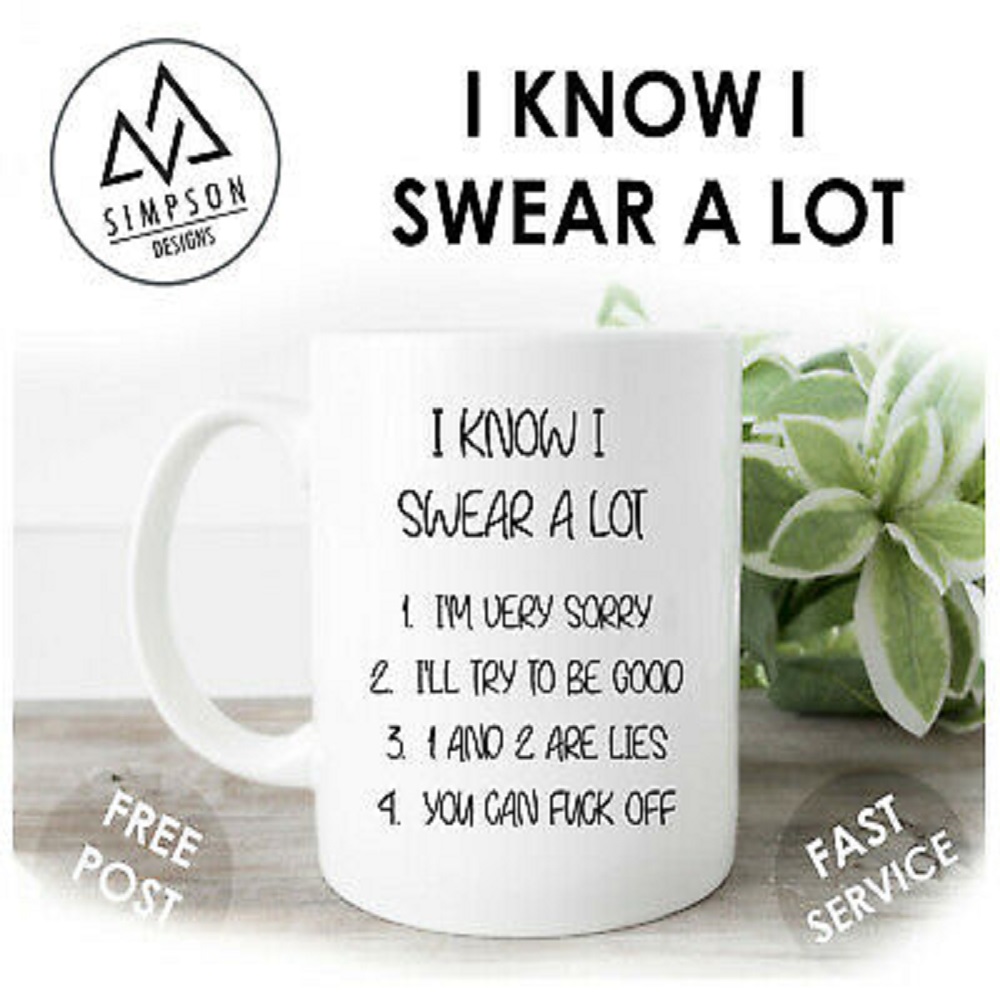 SIMPSON
DESIGNS
I KNOW I
SWEAR A LOT
I KNOW I
SWEAR A LOT
1. I'M VERY SORRY
2. I'LL TRY TO BE GOOD
3. 1 AND 2 ARE LIES
4. YOU CAN FUCK OFF
FREE
POST
FAST
SERVICE